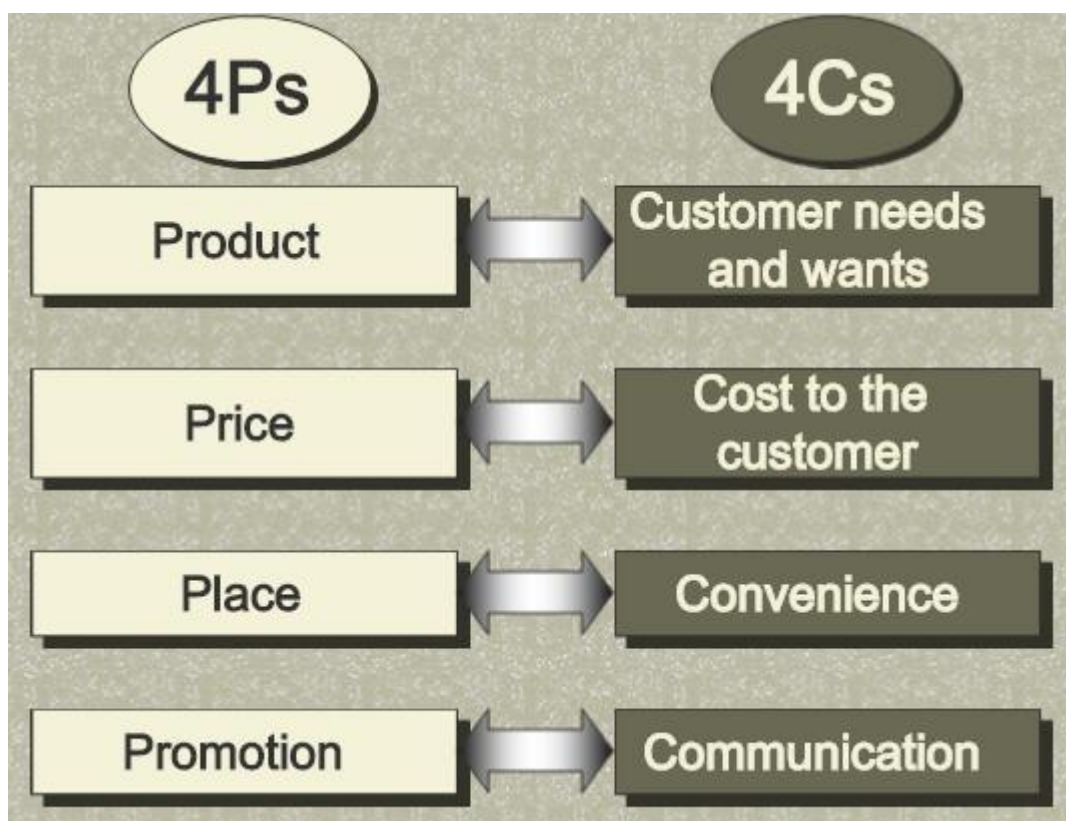 4Ps
4Cs
Product
Customer needs
and wants
Price
Cost to the
customer
Place
Convenience
Promotion
Communication